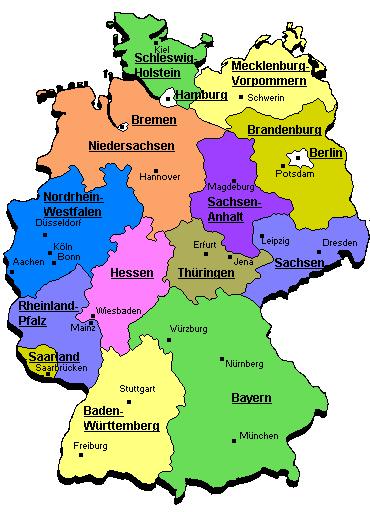 Kiel
Schleswig-
Holstein
Mecklenburg-
Vorpommern
Hamburg
Schwerin
Bremen
Brandenburg
Niedersachsen
Berlin
Potsdam
Hannover
Magdeburg
Nordrhein-
Westfalen
Sachsen-
Anhalt
Düsseldorf
Köln
Bonn
Aachen
Leipzig
Dresden
Erfurt
Jena
Sachsen
Hessen
Thüringen
Rheinland-
Pfalz
Wiesbaden
Mainz
Würzburg
Saarland
Saarbrücken
Nürnberg
Stuttgart
Bayern
Baden-
Württemberg
München
Freiburg